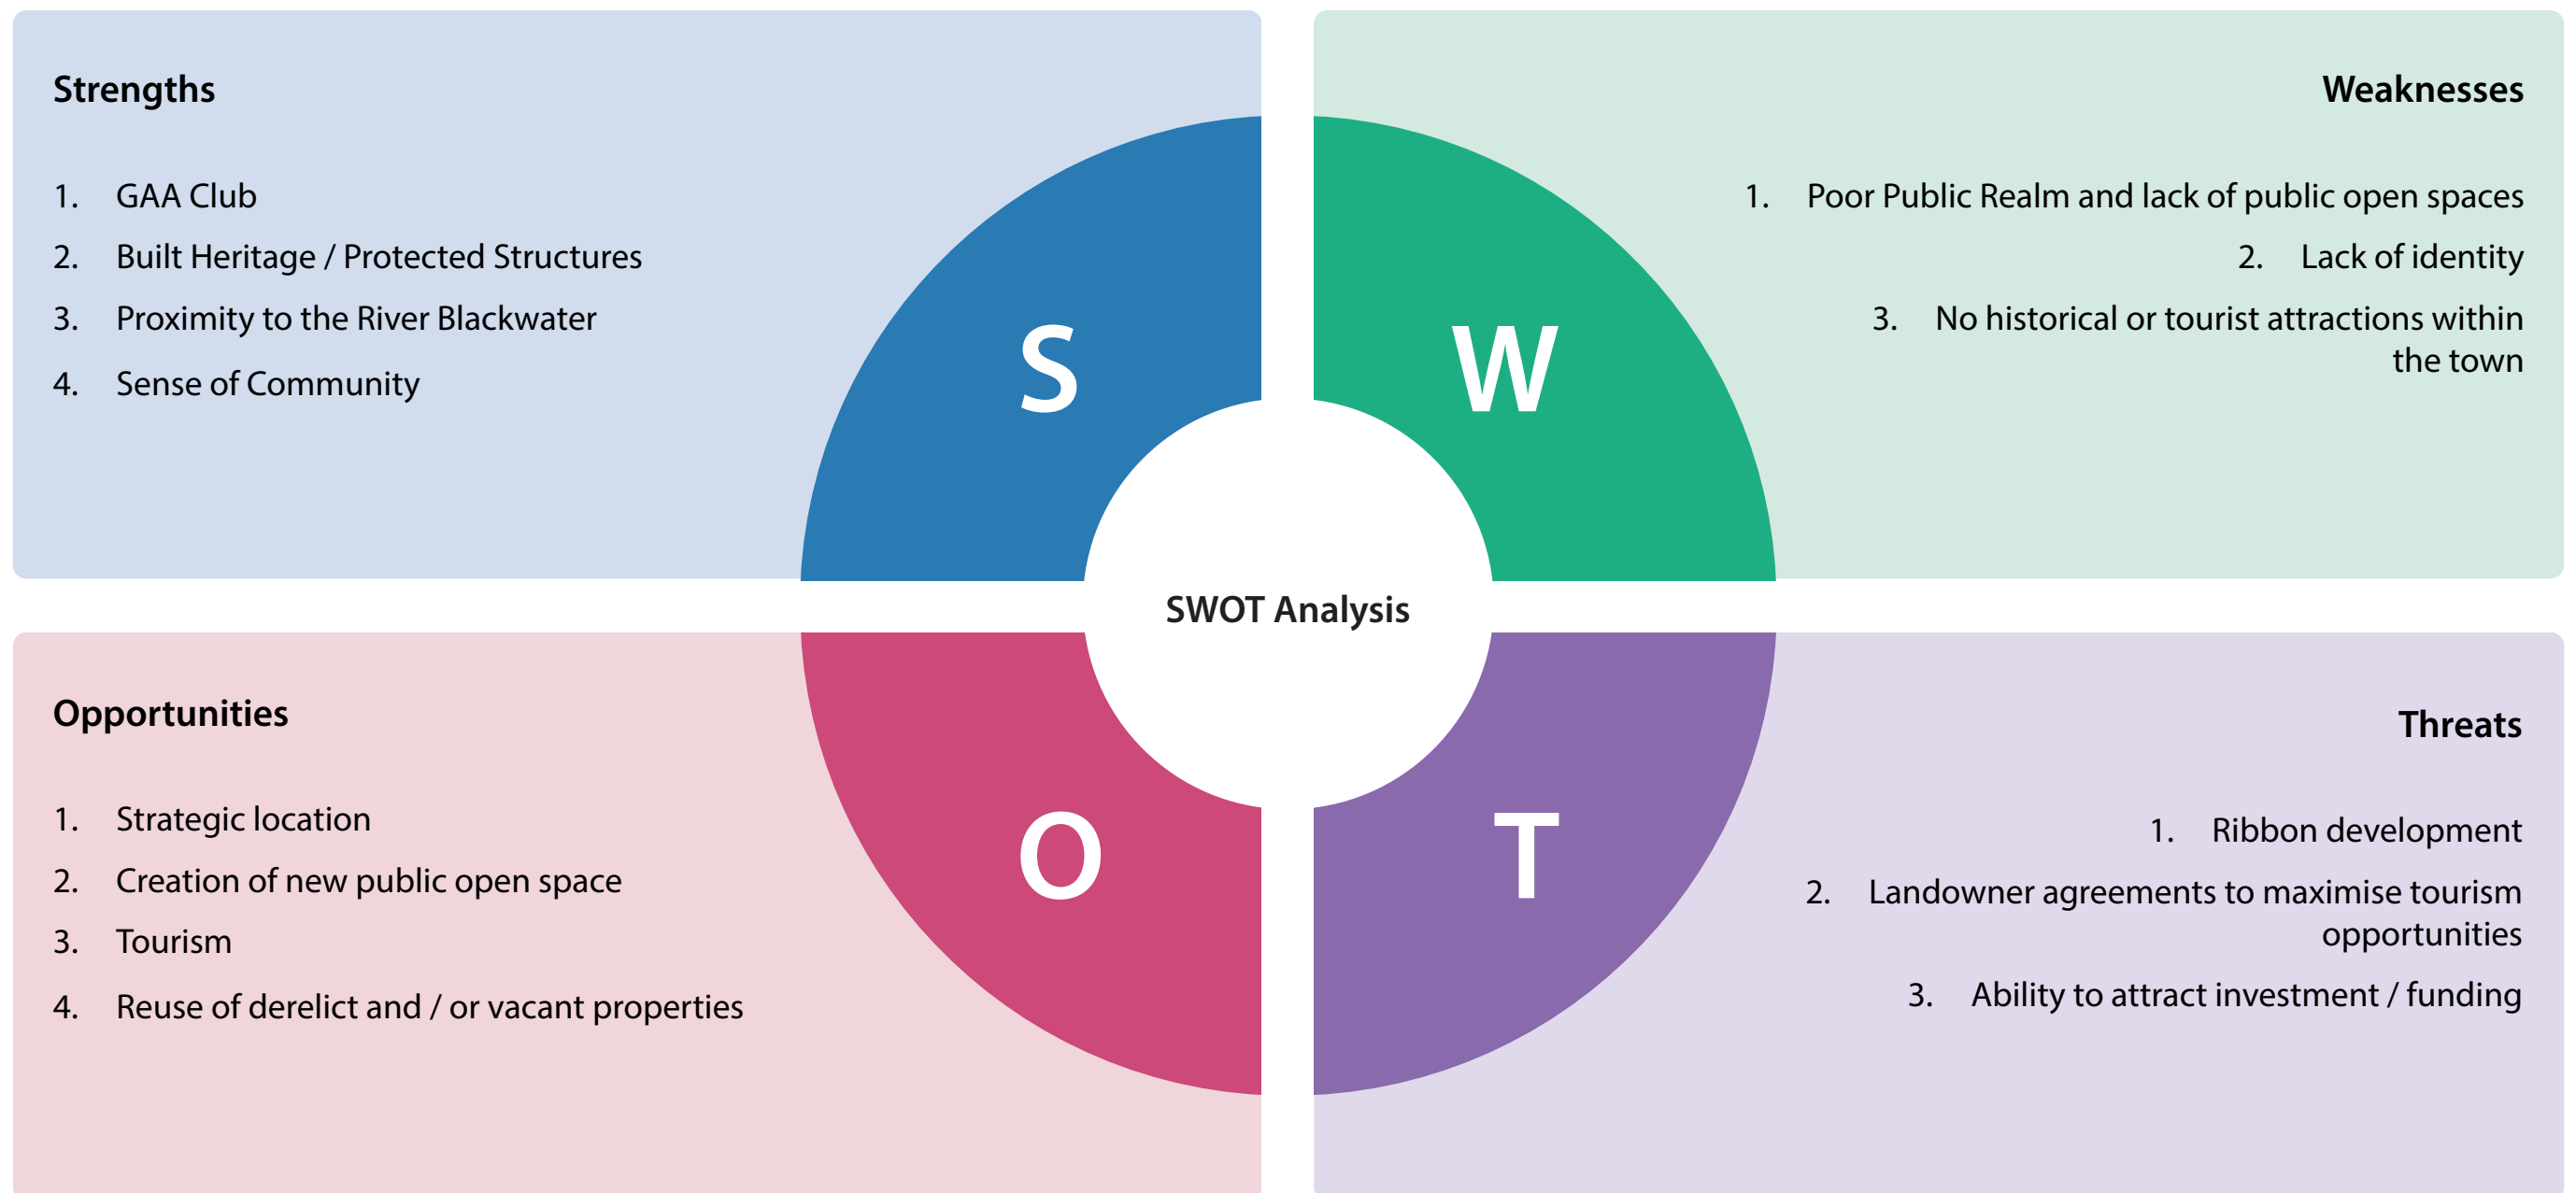 Strengths
1. GAA Club
2. Built Heritage / Protected Structures
3. Proximity to the River Blackwater
4. Sense of Community
S
Weaknesses
1. Poor Public Realm and lack of public open spaces
2. Lack of identity
3. No historical or tourist attractions within
the town
W
SWOT Analysis
Opportunities
1. Strategic location
2. Creation of new public open space
3. Tourism
4. Reuse of derelict and / or vacant properties
O
Threats
1. Ribbon development
2. Landowner agreements to maximise tourism
opportunities
3. Ability to attract investment / funding
T